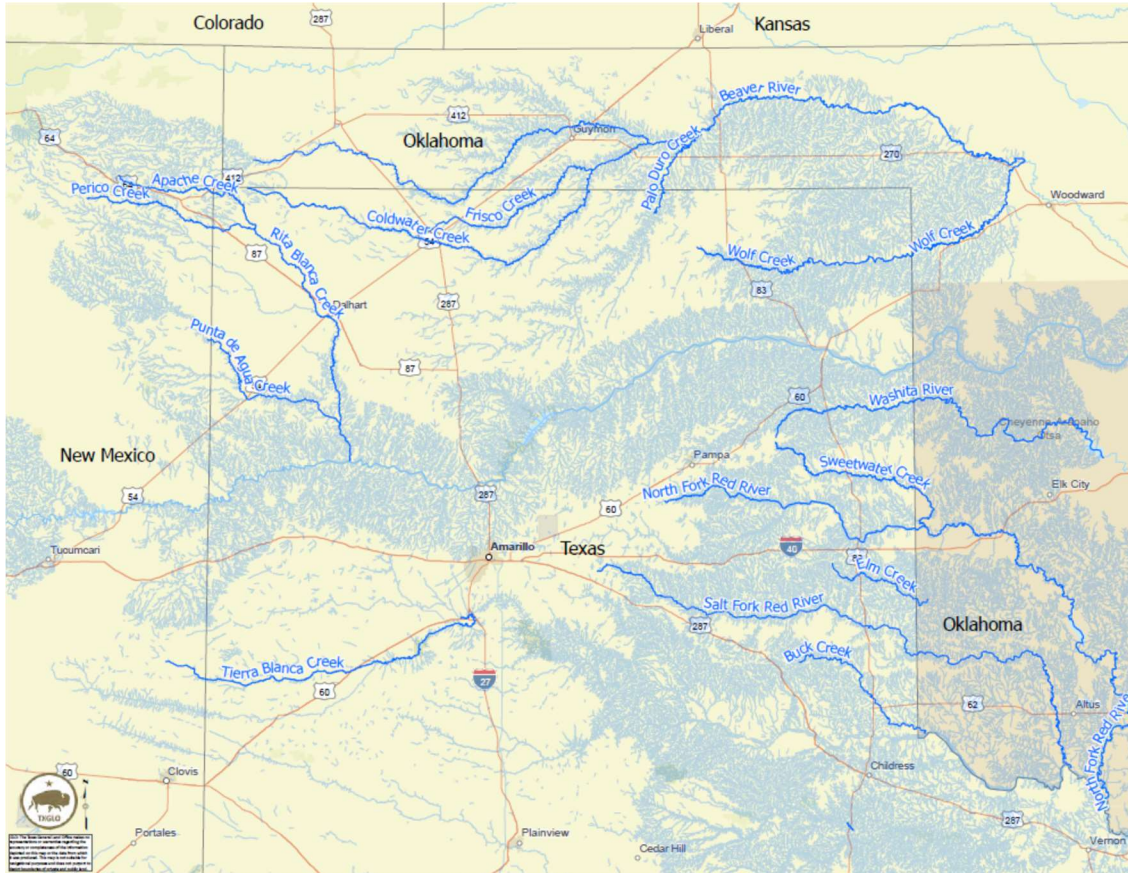 Colorado
287
Kansas
Liberal
Beaver River
64
412
Oklahoma
Guymon
270
412
Apache Creek
Perico Creek
Palo Duro Creek
Frisco Creek
Woodward
Coldwater Creek
54
Rita Blanca Creek
87
Wolf Creek
Wolf Creek
83
287
Dalhart
Punta de Agua Creek
87
60
Washita River
New Mexico
Pampa
Sweetwater Creek
54
287
North Fork Red River
Elk City
60
Tucumcari
Amarillo
Texas
40
Elm Creek
Salt Fork Red River
287
Oklahoma
Buck Creek
Tierra Blanca Creek
60
27
62
Altus
North Fork Red River
60
Clovis
Childress
TXGLO
287
Portales
Plainview
Cedar Hill
Vernon